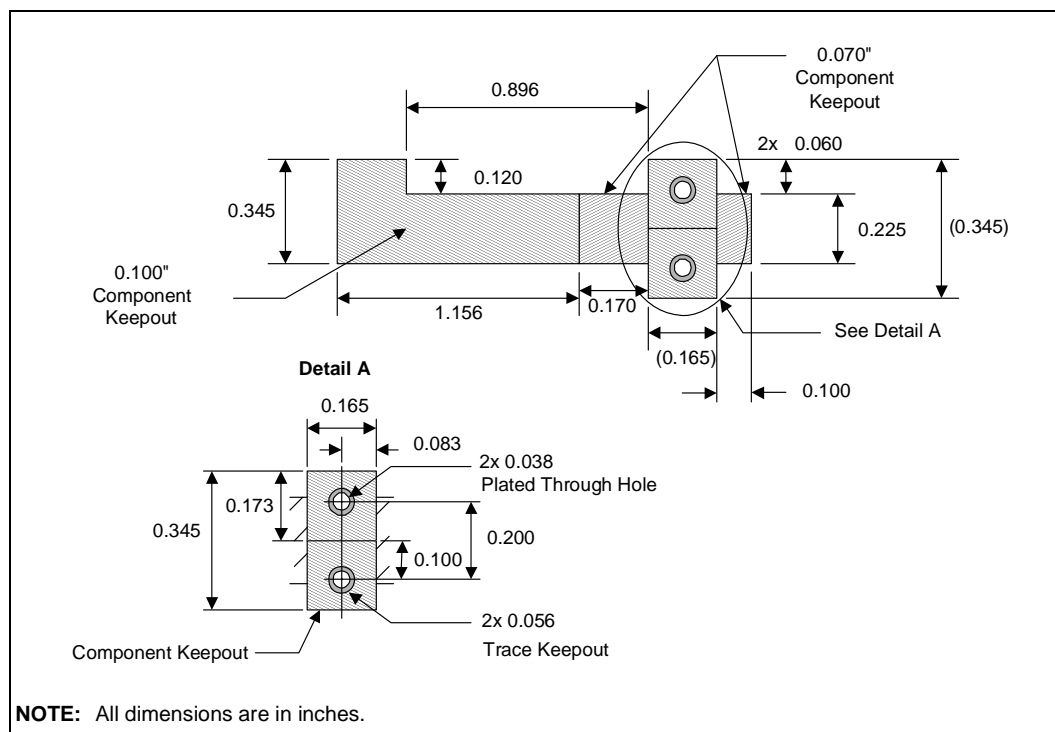 0.070"
Component
Keepout
0.896
2x 0.060
0.120
0.345
0.225
(0.345)
0.100"
Component
Keepout
1.156
0.170
See Detail A
(0.165)
0.100
Detail A
0.165
0.083
2x 0.038
Plated Through Hole
0.173
0.345
0.200
0.100
2x 0.056
Trace Keepout
Component Keepout
NOTE: All dimensions are in inches.